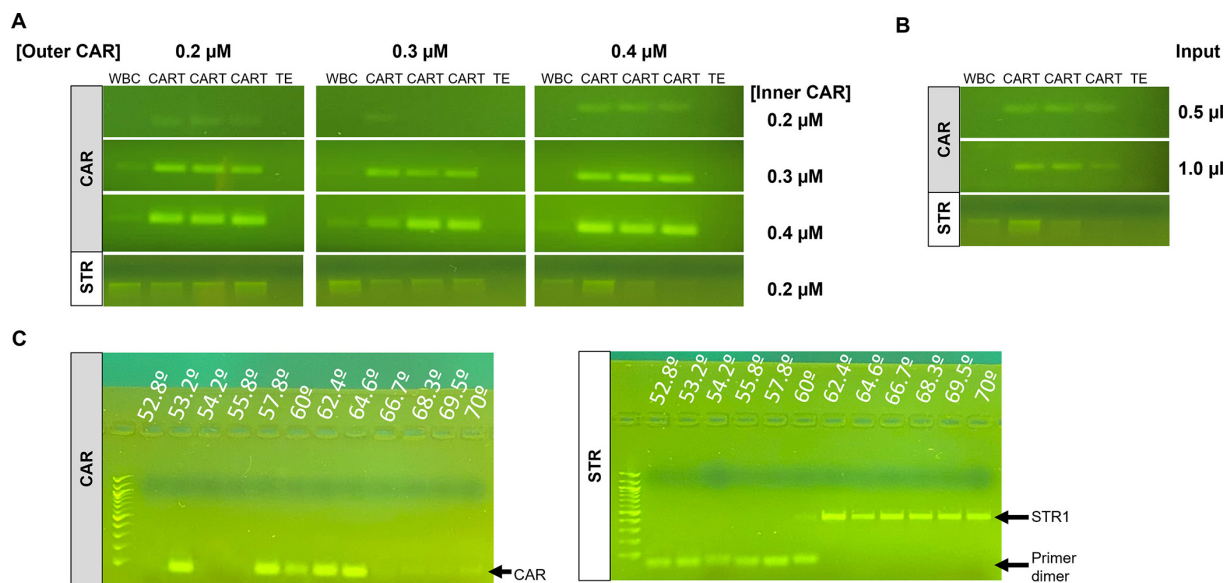 A
[Outer CAR] 0.2 µM 0.3 µM 0.4 µM
WBC CART CART CART TE WBC CART CART CART TE WBC CART CART CART TE
[Inner CAR]
CAR
0.2 µM
0.3 µM
0.4 µM
STR
0.2 µM
B
Input
WBC CART CART CART TE
CAR
0.5 µl
1.0 µl
STR
C
CAR
52.8º 53.2º 54.2º 55.8º 57.8º 60º 62.4º 64.6º 66.7º 68.3º 69.5º 70º
CAR
STR
52.8º 53.2º 54.2º 55.8º 57.8º 60º 62.4º 64.6º 66.7º 68.3º 69.5º 70º
STR1
Primer
dimer